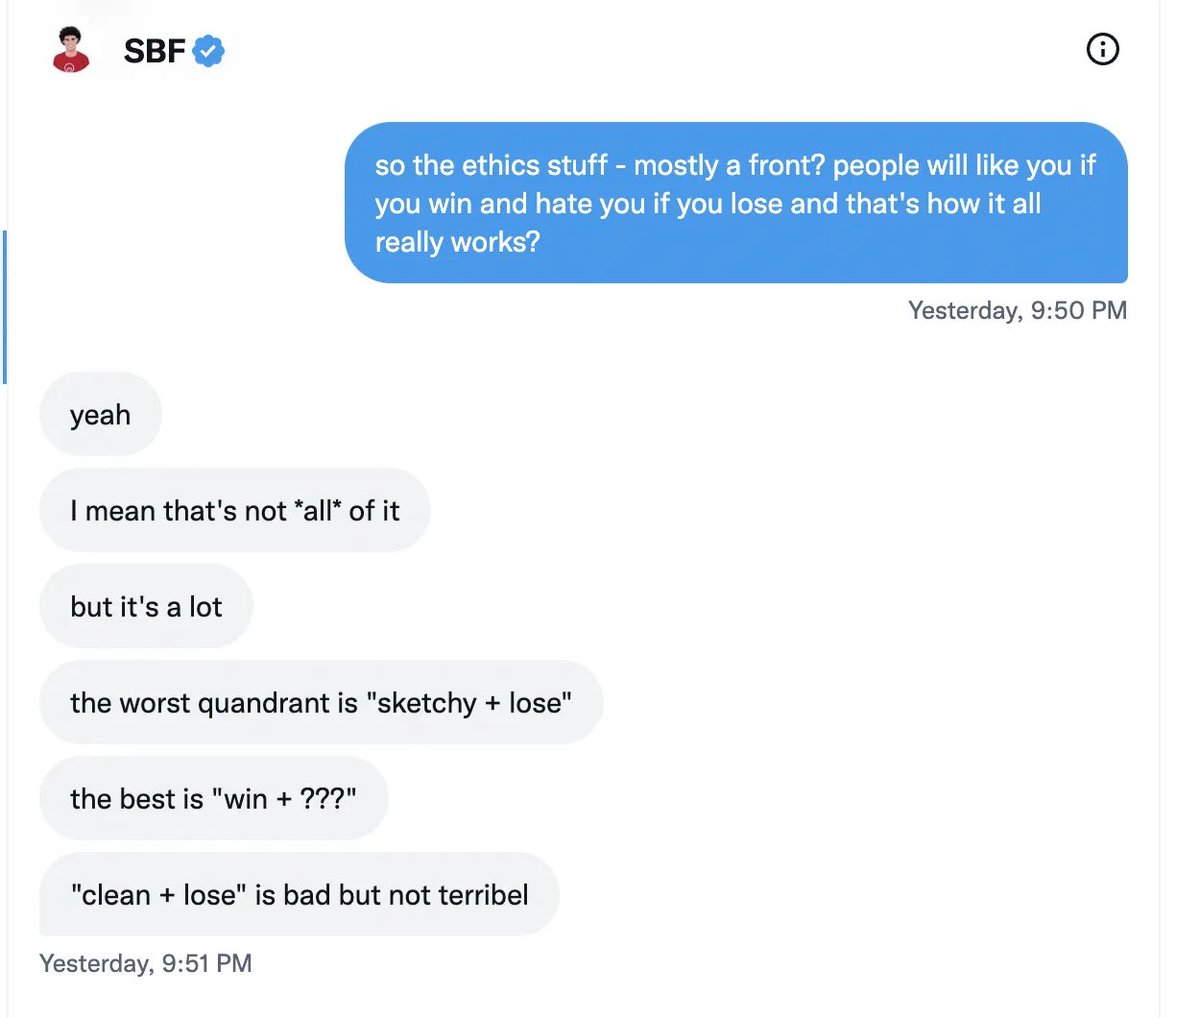 SBF
so the ethics stuff - mostly a front? people will like you if
you win and hate you if you lose and that's how it all
really works?
Yesterday, 9:50 PM
yeah
I mean that's not *all* of it
but it's a lot
the worst quandrant is "sketchy + lose"
the best is "win + ???"
"clean + lose" is bad but not terribel
Yesterday, 9:51 PM